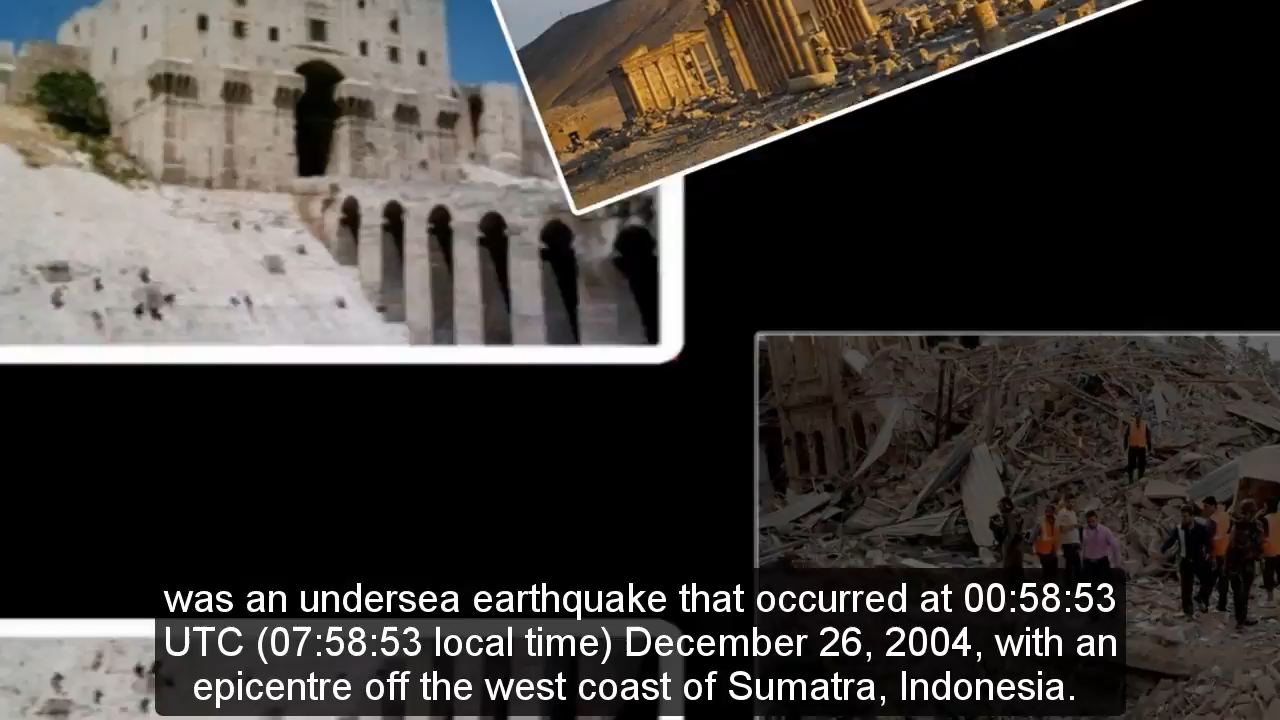 was an undersea earthquake that occurred at 00:58:53
UTC (07:58:53 local time) December 26, 2004, with an
epicentre off the west coast of Sumatra, Indonesia.